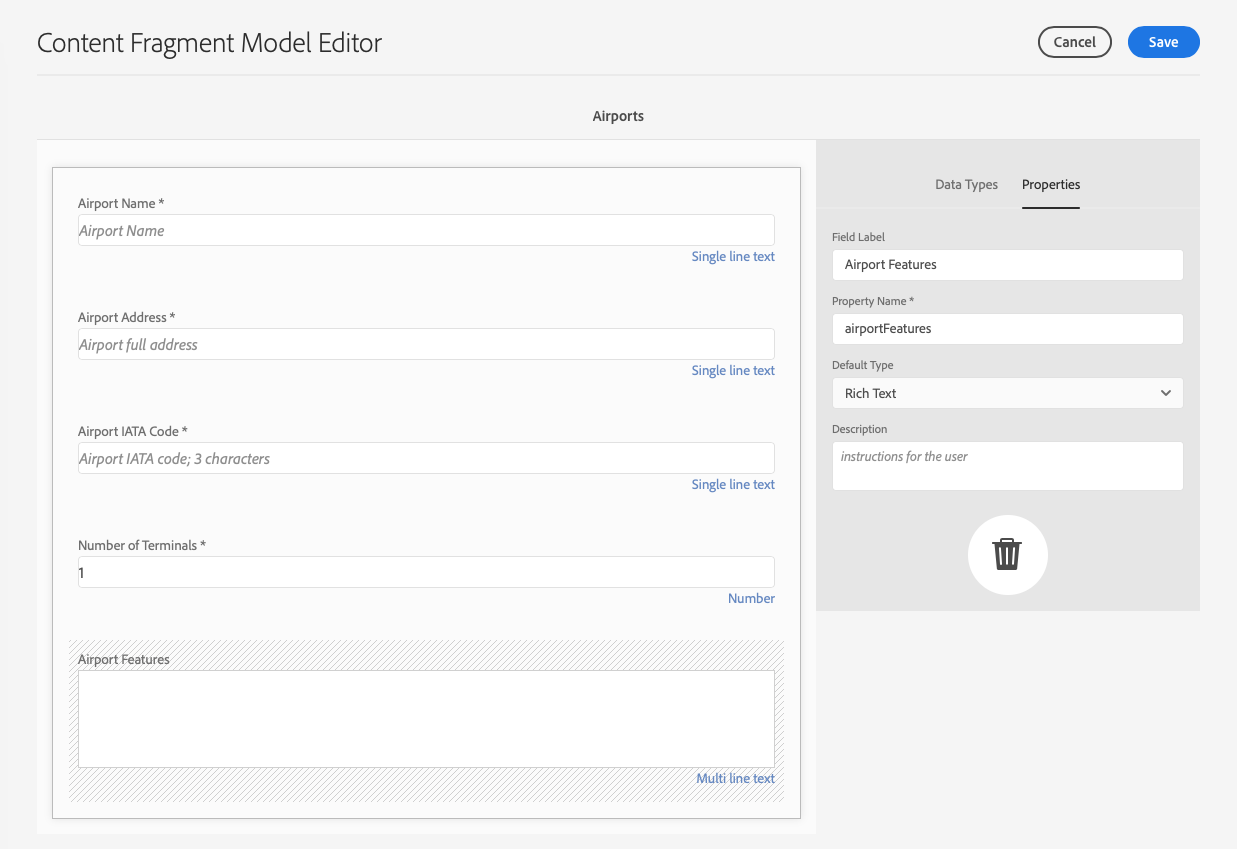 Content Fragment Model Editor
Cancel
Save
Airports
Airport Name *
Airport Name
Single line text
Airport Address *
Airport full address
Single line text
Airport IATA Code *
Airport IATA code; 3 characters
Single line text
Number of Terminals *
1
Number
Airport Features
Multi line text
Data Types
Properties
Field Label
Airport Features
Property Name *
airportFeatures
Default Type
Rich Text
Description
instructions for the user